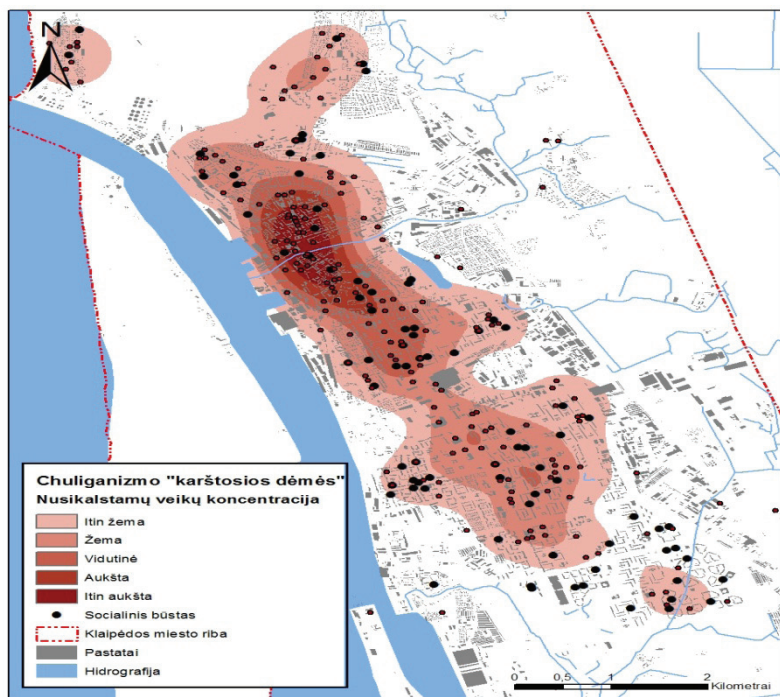 N
Chuliganizmo "karštosios dėmės"
Nusikalstamų veikų koncentracija
Itin žema
Žema
Vidutinė
Aukšta
Itin aukšta
Socialinis būstas
Klaipėdos miesto riba
Pastatai
Hidrografija
0 0,5 1 2
Kilometrai